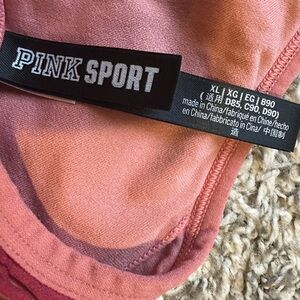 PINK SPORT
XL | XG | EG | B90
(适用 D85, C90, D90)
made in China/fabriqué en Chine/hecho
en China/fabbricato in Cina/中国制
造